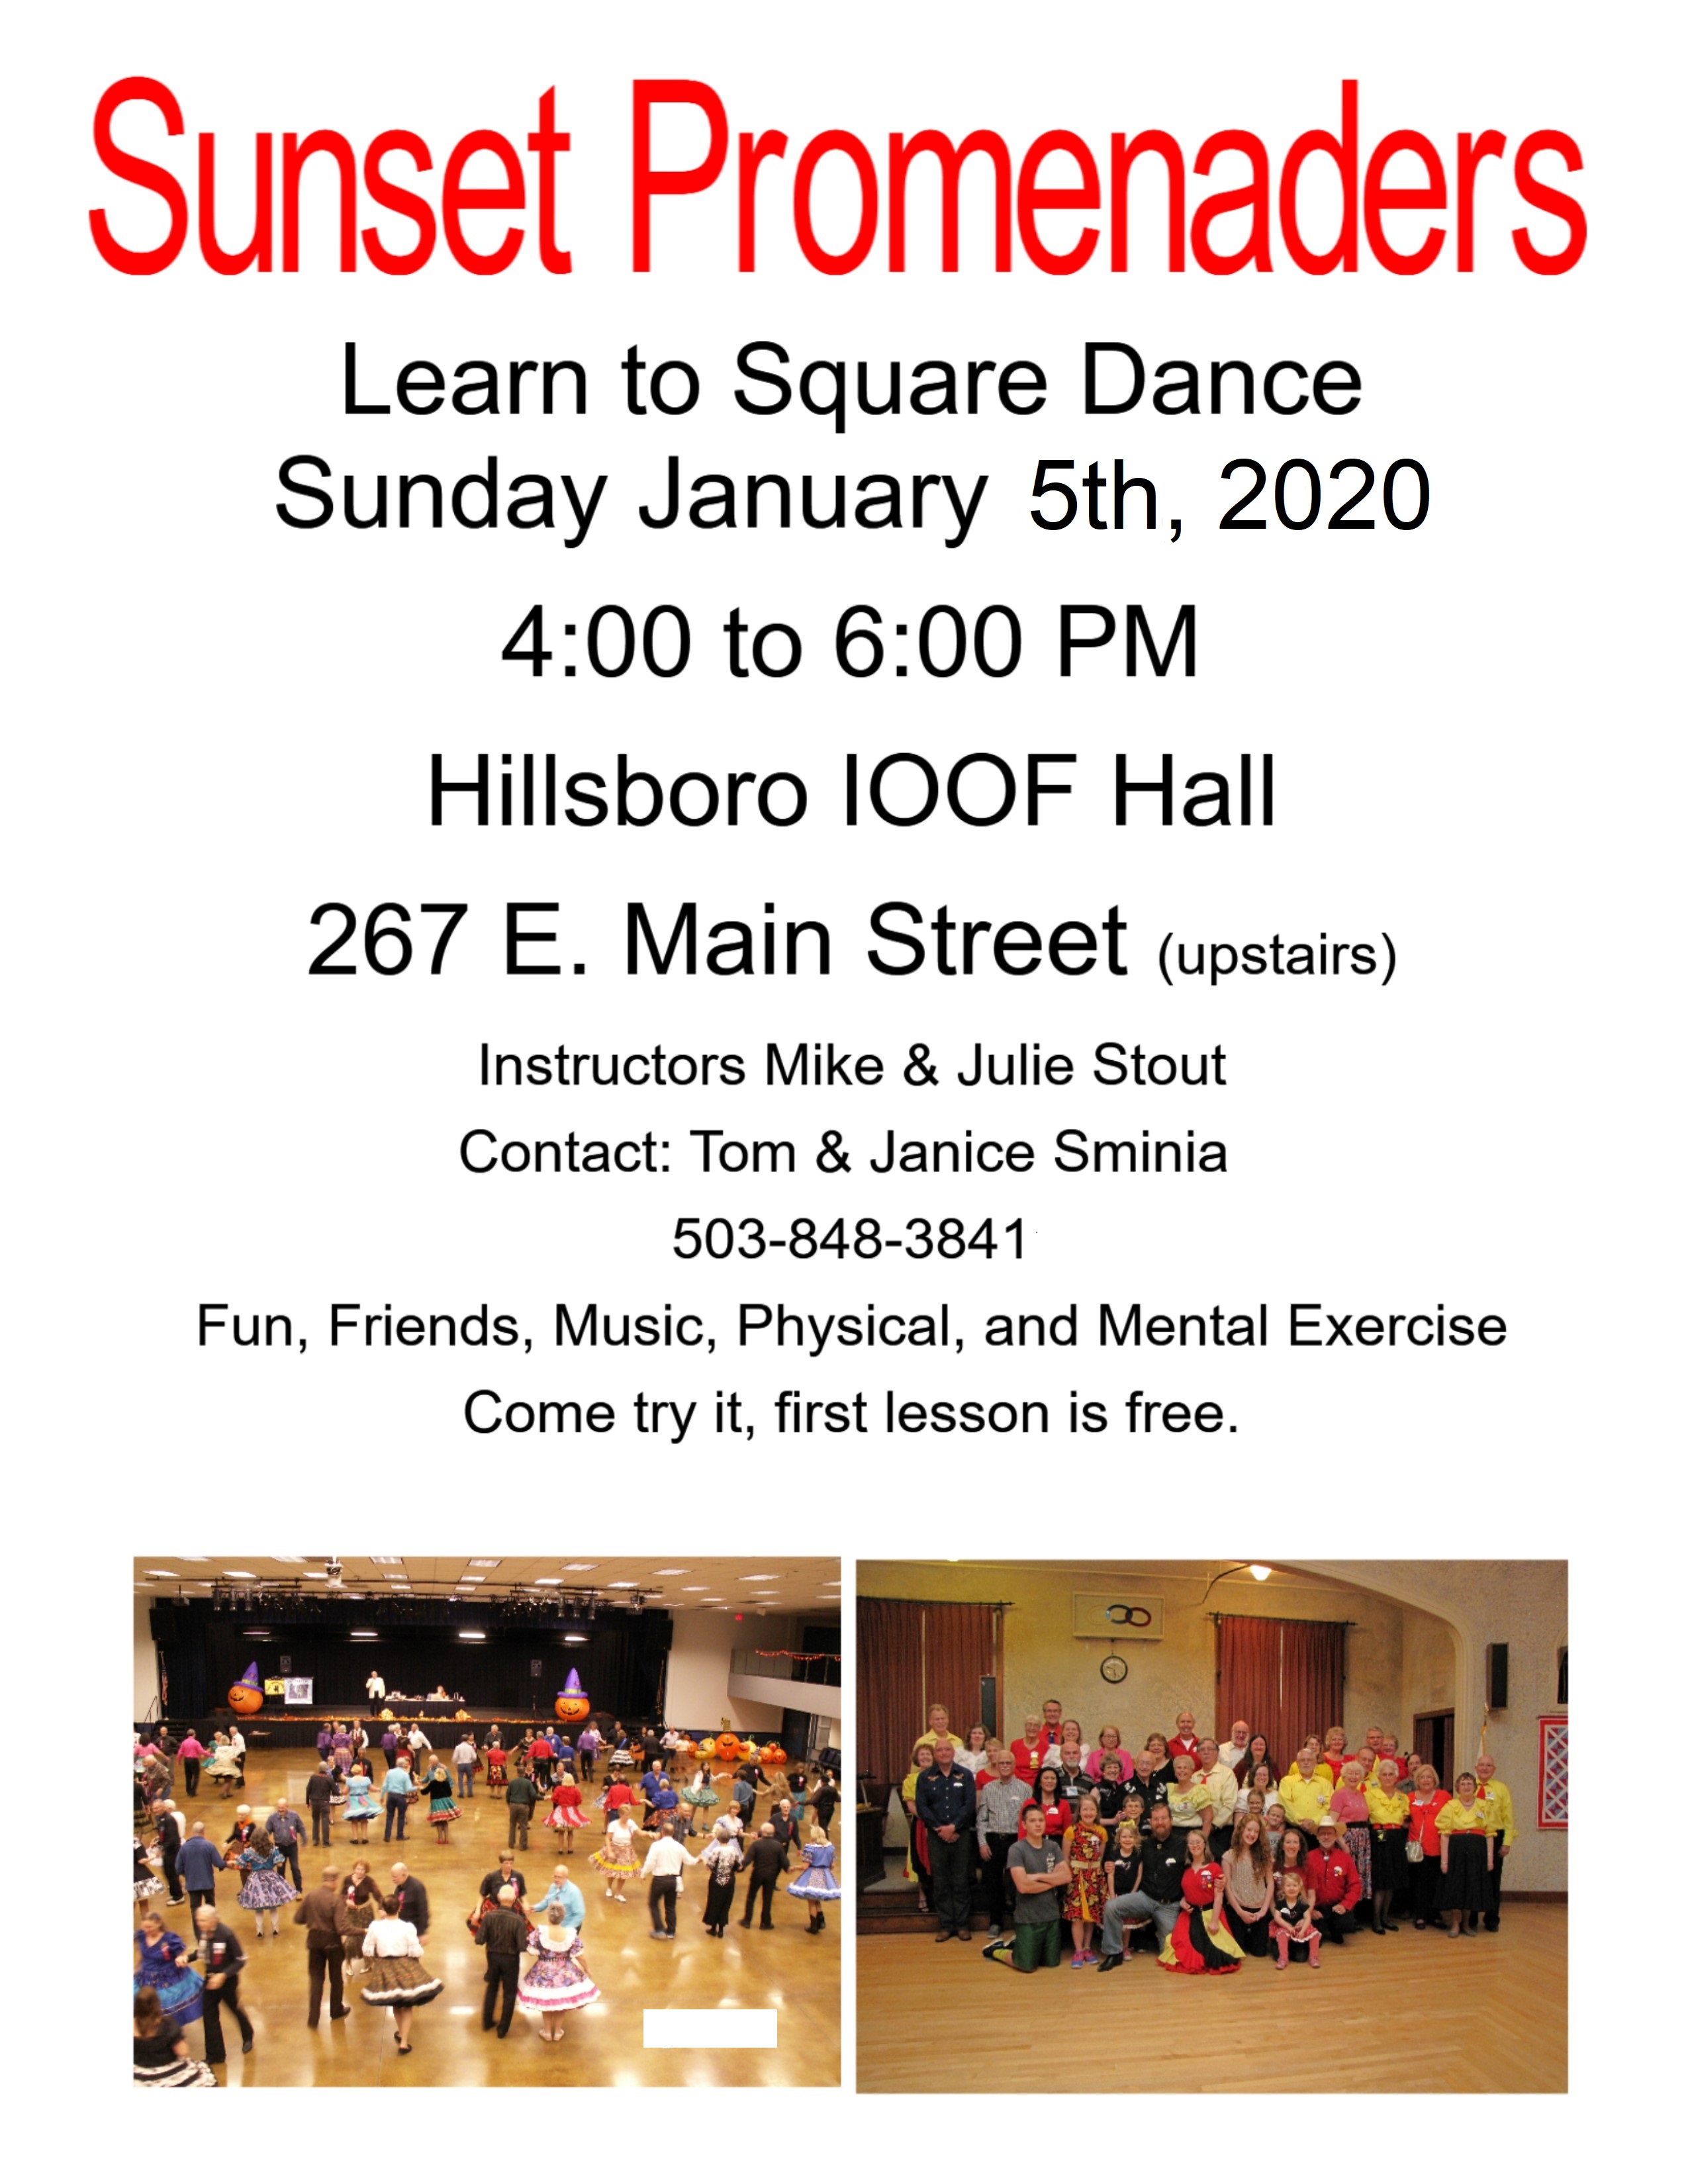 Sunset Promenaders
Learn to Square Dance
Sunday January 5th, 2020
4:00 to 6:00 PM
Hillsboro IOOF Hall
267 E. Main Street (upstairs)
Instructors Mike & Julie Stout
Contact: Tom & Janice Sminia
503-848-3841
Fun, Friends, Music, Physical, and Mental Exercise
Come try it, first lesson is free.